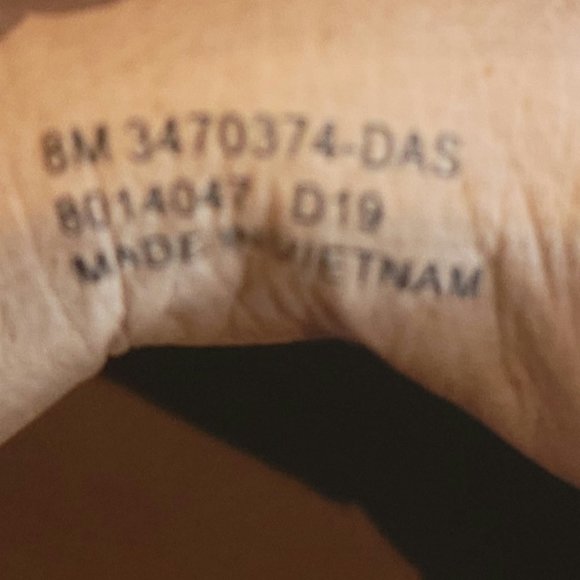 8M 3470374-DAS
8014047 D19
MADE IN VIETNAM